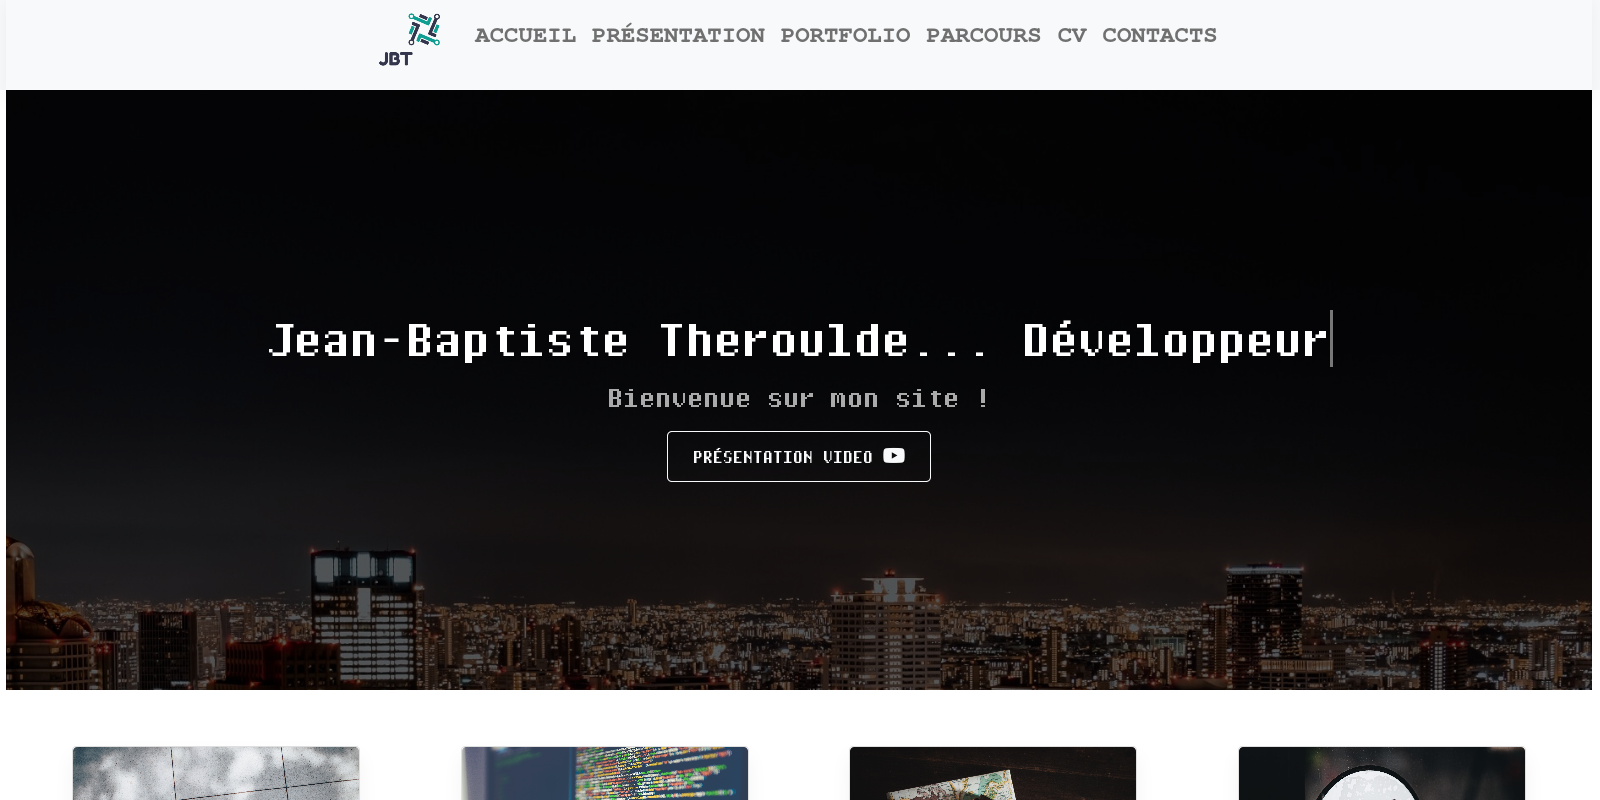 JBT
ACCUEIL PRÉSENTATION PORTFOLIO PARCOURS CV CONTACTS
Jean-Baptiste Theroulde... Développeur
Bienvenue sur mon site !
PRÉSENTATION VIDEO